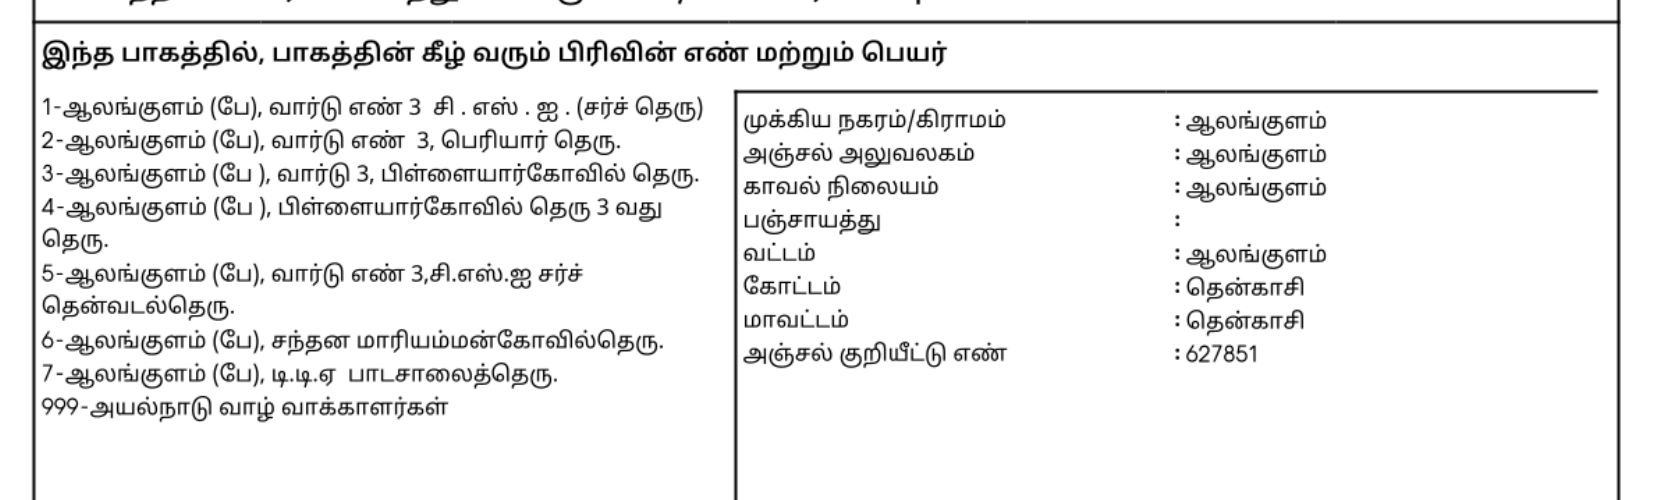 இந்த பாகத்தில், பாகத்தின் கீழ் வரும் பிரிவின் எண் மற்றும் பெயர்
1-ஆலங்குளம் (பே), வார்டு எண் 3 சி . எஸ் . ஐ . (சர்ச் தெரு)
2-ஆலங்குளம் (பே), வார்டு எண் 3, பெரியார் தெரு.
3-ஆலங்குளம் (பே ), வார்டு 3, பிள்ளையார்கோவில் தெரு.
4-ஆலங்குளம் (பே ), பிள்ளையார்கோவில் தெரு 3 வது
தெரு.
5-ஆலங்குளம் (பே), வார்டு எண் 3,சி.எஸ்.ஐ சர்ச்
தென்வடல்தெரு.
6-ஆலங்குளம் (பே), சந்தன மாரியம்மன்கோவில்தெரு.
7-ஆலங்குளம் (பே), டி.டி.ஏ பாடசாலைத்தெரு.
999-அயல்நாடு வாழ் வாக்காளர்கள்
முக்கிய நகரம்/கிராமம் : ஆலங்குளம்
அஞ்சல் அலுவலகம் : ஆலங்குளம்
காவல் நிலையம் : ஆலங்குளம்
பஞ்சாயத்து :
வட்டம் : ஆலங்குளம்
கோட்டம் : தென்காசி
மாவட்டம் : தென்காசி
அஞ்சல் குறியீட்டு எண் : 627851